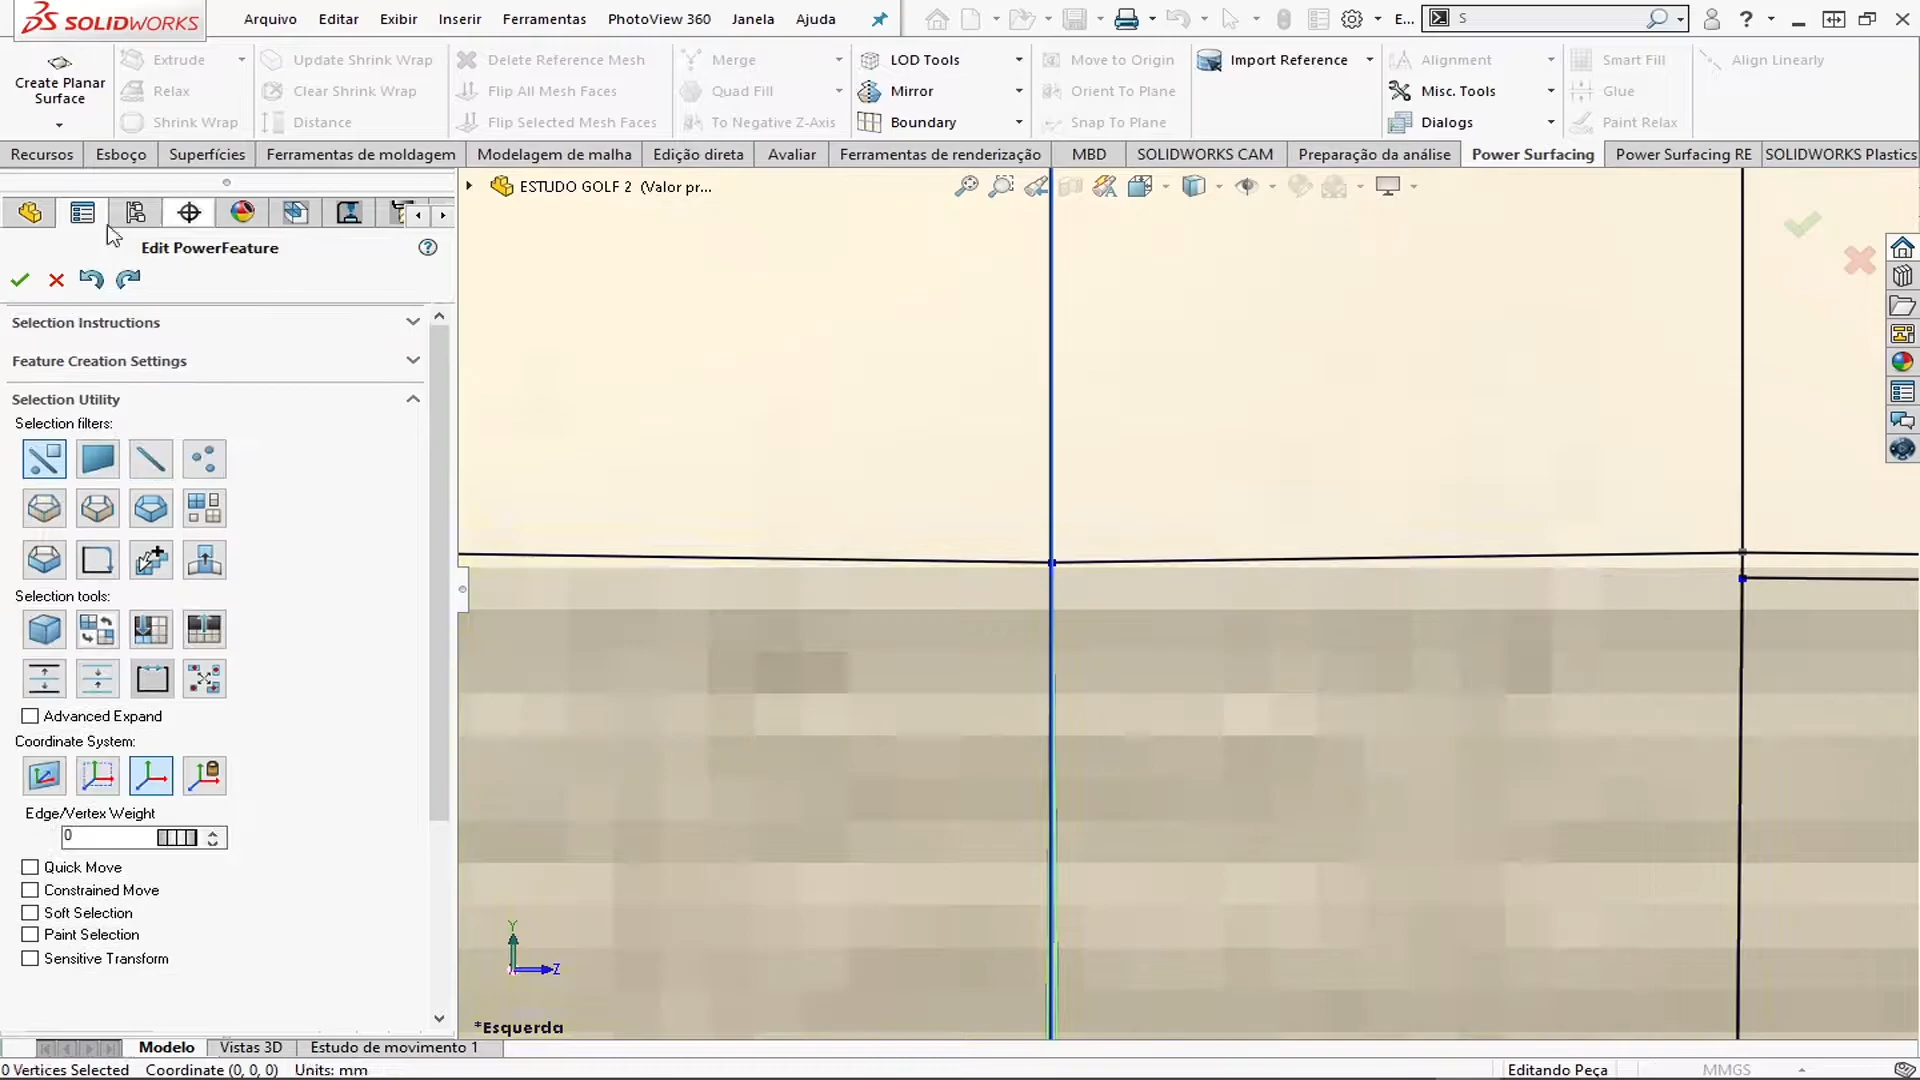 SOLIDWORKS
Arquivo Editar Exibir Inserir Ferramentas PhotoView 360 Janela Ajuda E... S ?
Create Planar Surface
Extrude Update Shrink Wrap Delete Reference Mesh Merge LOD Tools Move to Origin Import Reference Alignment Smart Fill Align Linearly
Relax Clear Shrink Wrap Flip All Mesh Faces Quad Fill Mirror Orient To Plane Misc. Tools Glue
Shrink Wrap Distance Flip Selected Mesh Faces To Negative Z-Axis Boundary Snap To Plane Dialogs Paint Relax
Recursos Esboço Superfícies Ferramentas de moldagem Modelagem de malha Edição direta Avaliar Ferramentas de renderização MBD SOLIDWORKS CAM Preparação da análise Power Surfacing Power Surfacing RE SOLIDWORKS Plastics
ESTUDO GOLF 2 (Valor pr...
Edit PowerFeature ?
Selection Instructions
Feature Creation Settings
Selection Utility
Selection filters:
Selection tools:
Advanced Expand
Coordinate System:
Edge/Vertex Weight
0
Quick Move
Constrained Move
Soft Selection
Paint Selection
Sensitive Transform
Y
Z
*Esquerda
Modelo Vistas 3D Estudo de movimento 1
0 Vertices Selected Coordinate (0, 0, 0) Units: mm Editando Peça MMGS